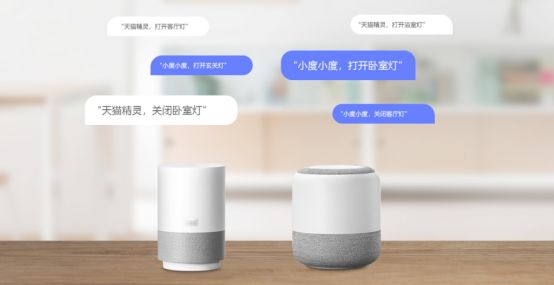 “天猫精灵，打开客厅灯”
“天猫精灵，打开浴室灯”
“小度小度，打开玄关灯”
“小度小度，打开卧室灯”
“天猫精灵，关闭卧室灯”
“小度小度，关闭客厅灯”